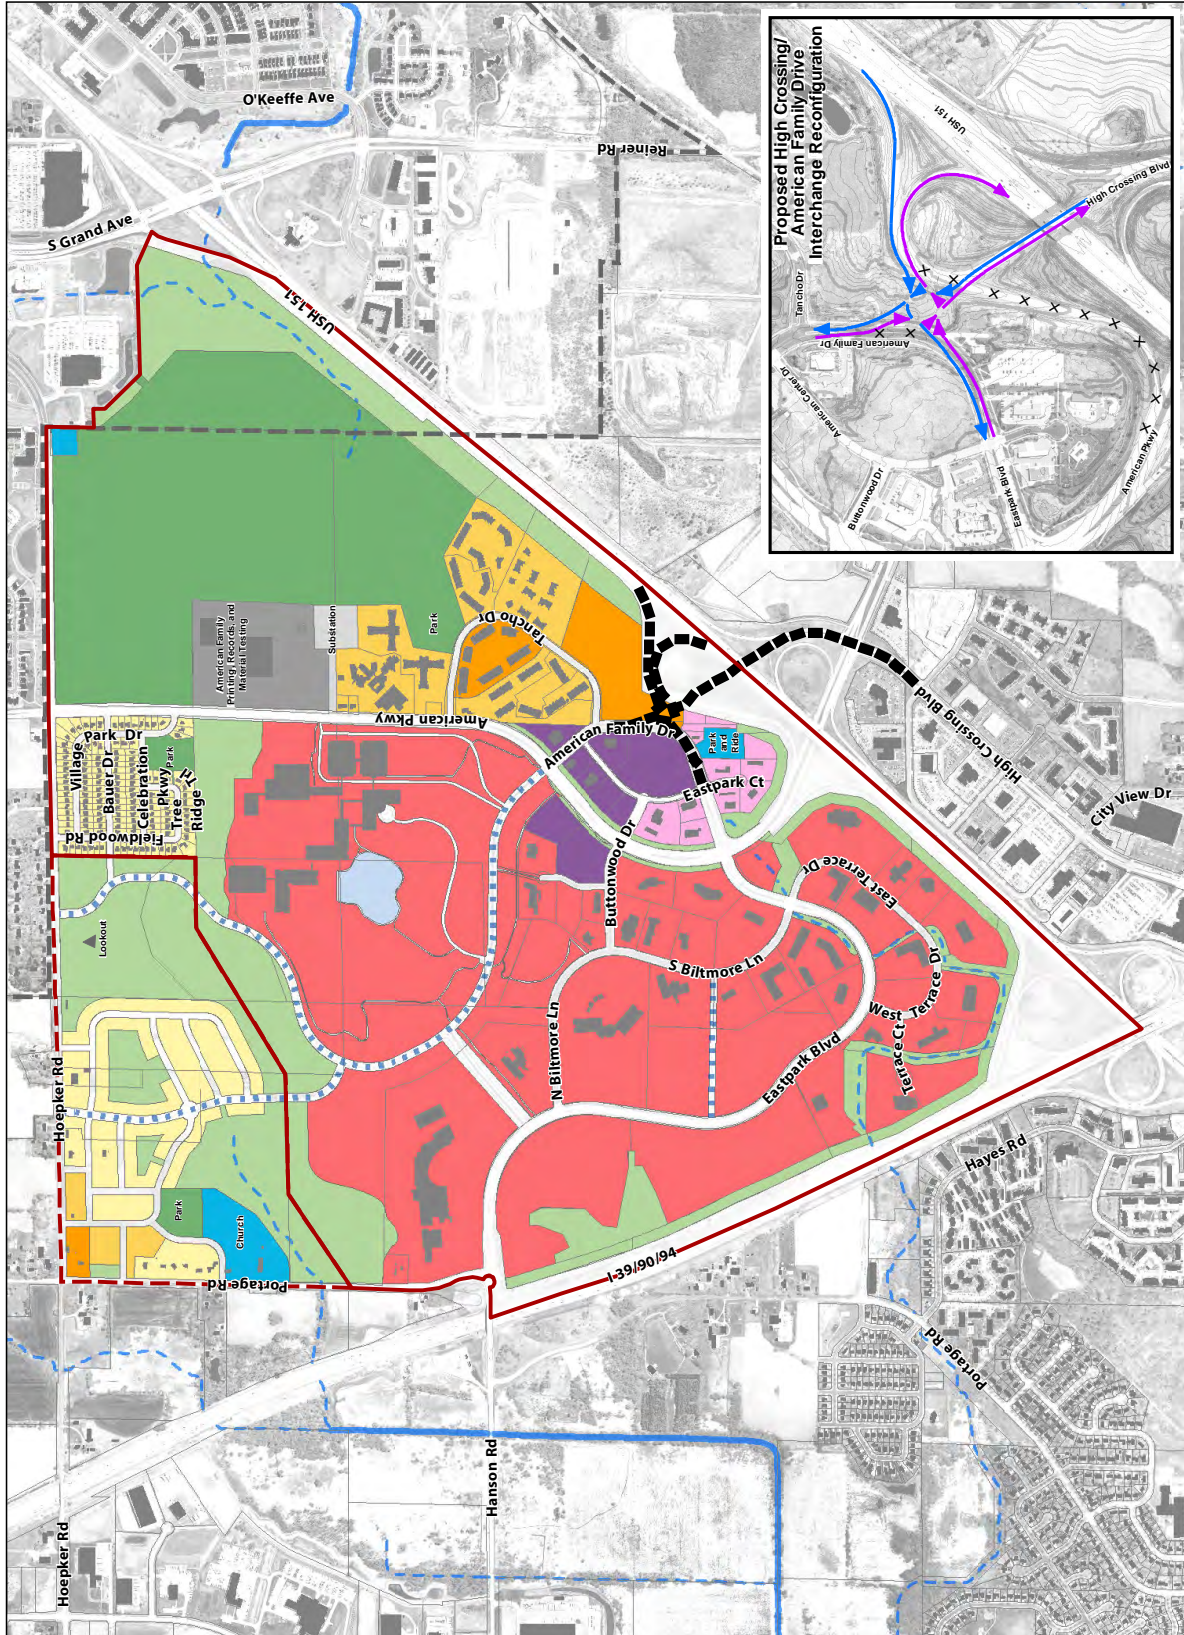 Proposed High Crossing/
American Family Drive
Interchange Reconfiguration
USH 151
High Crossing Blvd
Tancho Dr
American Family Dr
American Center Dr
Buttonwood Dr
Eastpark Blvd
American Pkwy
O'Keeffe Ave
S Grand Ave
Reiner Rd
USH 151
American Family
Printing, Records, and
Material Testing
Substation
Park
Tancho Dr
American Pkwy
American Family Dr
Park
and
Ride
Eastpark Ct
Buttonwood Dr
High Crossing Blvd
City View Dr
Village
Park Dr
Bauer Dr
Celebration
Pkwy
Park
Tree
Ridge
Trl
Fieldwood Rd
Lookout
Hoepker Rd
Park
Church
Portage Rd
N Biltmore Ln
S Biltmore Ln
Eastpark Blvd
East Terrace Dr
West Terrace Dr
Terrace Ct
I 39/90/94
Hayes Rd
Portage Rd
Hanson Rd
Hoepker Rd